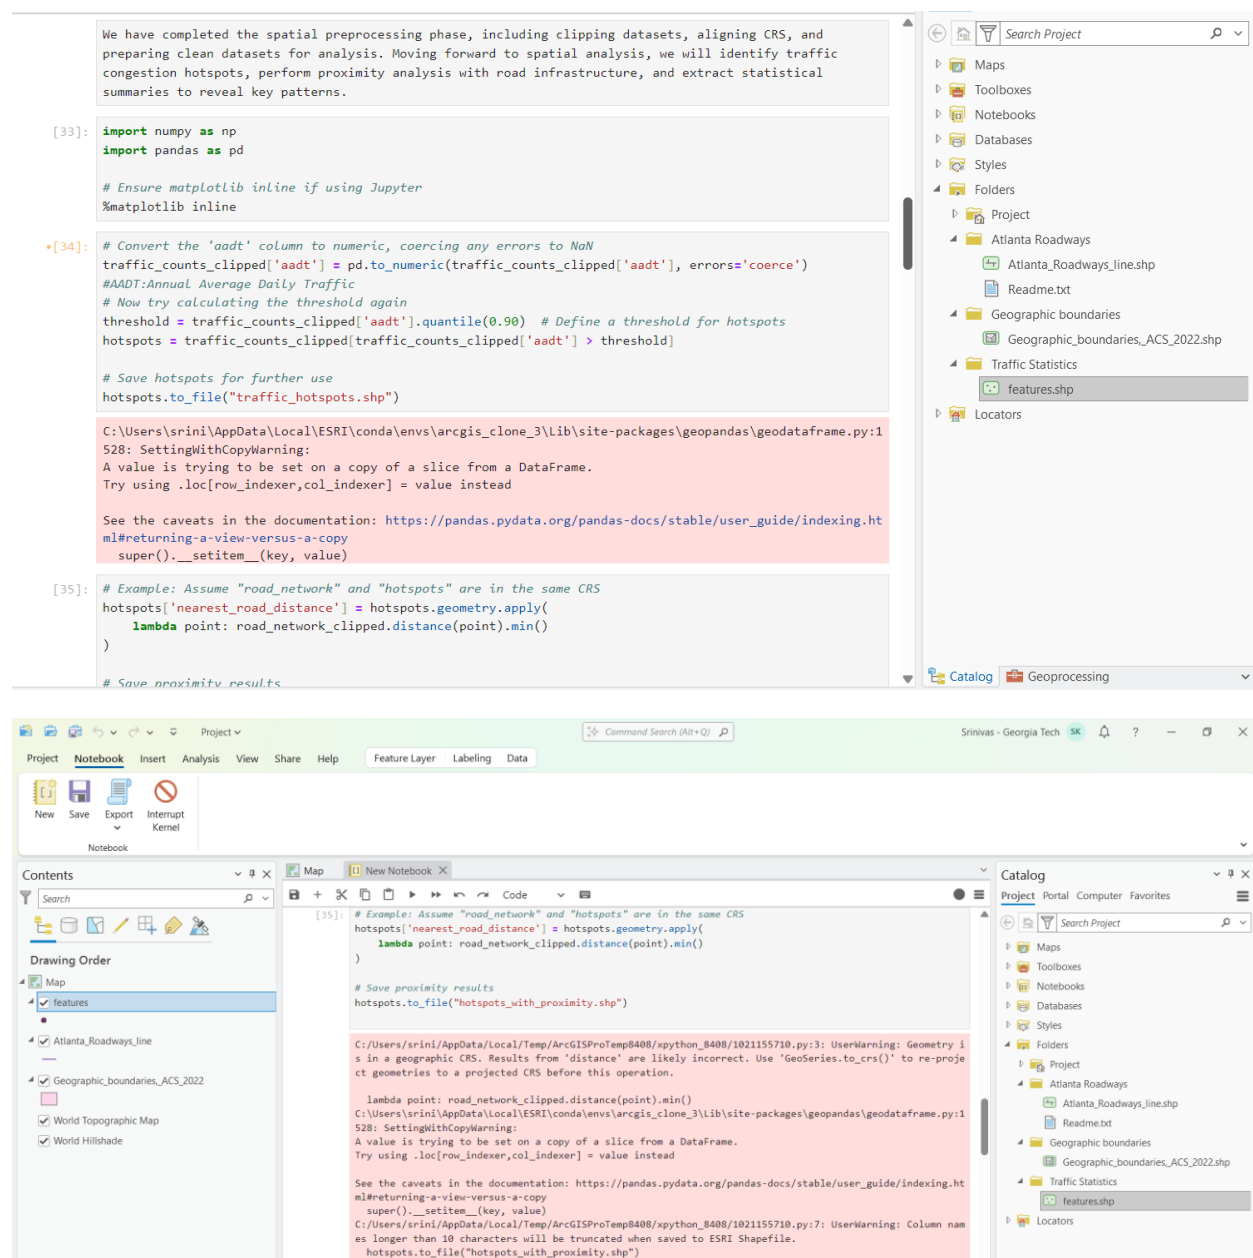 We have completed the spatial preprocessing phase, including clipping datasets, aligning CRS, and
preparing clean datasets for analysis. Moving forward to spatial analysis, we will identify traffic
congestion hotspots, perform proximity analysis with road infrastructure, and extract statistical
summaries to reveal key patterns.
[33]:
import numpy as np
import pandas as pd
# Ensure matplotlib inline if using Jupyter
%matplotlib inline
•[34]:
# Convert the 'aadt' column to numeric, coercing any errors to NaN
traffic_counts_clipped['aadt'] = pd.to_numeric(traffic_counts_clipped['aadt'], errors='coerce')
#AADT:Annual Average Daily Traffic
# Now try calculating the threshold again
threshold = traffic_counts_clipped['aadt'].quantile(0.90)  # Define a threshold for hotspots
hotspots = traffic_counts_clipped[traffic_counts_clipped['aadt'] > threshold]
# Save hotspots for further use
hotspots.to_file("traffic_hotspots.shp")
C:\Users\srini\AppData\Local\ESRI\conda\envs\arcgis_clone_3\Lib\site-packages\geopandas\geodataframe.py:1
528: SettingWithCopyWarning:
A value is trying to be set on a copy of a slice from a DataFrame.
Try using .loc[row_indexer,col_indexer] = value instead
See the caveats in the documentation: https://pandas.pydata.org/pandas-docs/stable/user_guide/indexing.ht
ml#returning-a-view-versus-a-copy
super().__setitem__(key, value)
[35]:
# Example: Assume "road_network" and "hotspots" are in the same CRS
hotspots['nearest_road_distance'] = hotspots.geometry.apply(
lambda point: road_network_clipped.distance(point).min()
)
# Save proximity results
Search Project
Maps
Toolboxes
Notebooks
Databases
Styles
Folders
Project
Atlanta Roadways
Atlanta_Roadways_line.shp
Readme.txt
Geographic boundaries
Geographic_boundaries,_ACS_2022.shp
Traffic Statistics
features.shp
Locators
Catalog
Geoprocessing
Project
Command Search (Alt+Q)
Srinivas - Georgia Tech
SK
?
Project
Notebook
Insert
Analysis
View
Share
Help
Feature Layer
Labeling
Data
New
Save
Export
Interrupt
Kernel
Notebook
Contents
Search
Drawing Order
Map
features
Atlanta_Roadways_line
Geographic_boundaries,_ACS_2022
World Topographic Map
World Hillshade
Map
New Notebook
Code
[35]:
# Example: Assume "road_network" and "hotspots" are in the same CRS
hotspots['nearest_road_distance'] = hotspots.geometry.apply(
lambda point: road_network_clipped.distance(point).min()
)
# Save proximity results
hotspots.to_file("hotspots_with_proximity.shp")
C:/Users/srini/AppData/Local/Temp/ArcGISProTemp8408/xpython_8408/1021155710.py:3: UserWarning: Geometry i
s in a geographic CRS. Results from 'distance' are likely incorrect. Use 'GeoSeries.to_crs()' to re-proje
ct geometries to a projected CRS before this operation.
lambda point: road_network_clipped.distance(point).min()
C:\Users\srini\AppData\Local\ESRI\conda\envs\arcgis_clone_3\Lib\site-packages\geopandas\geodataframe.py:1
528: SettingWithCopyWarning:
A value is trying to be set on a copy of a slice from a DataFrame.
Try using .loc[row_indexer,col_indexer] = value instead
See the caveats in the documentation: https://pandas.pydata.org/pandas-docs/stable/user_guide/indexing.ht
ml#returning-a-view-versus-a-copy
super().__setitem__(key, value)
C:/Users/srini/AppData/Local/Temp/ArcGISProTemp8408/xpython_8408/1021155710.py:7: UserWarning: Column nam
es longer than 10 characters will be truncated when saved to ESRI Shapefile.
hotspots.to_file("hotspots_with_proximity.shp")
Catalog
Project
Portal
Computer
Favorites
Search Project
Maps
Toolboxes
Notebooks
Databases
Styles
Folders
Project
Atlanta Roadways
Atlanta_Roadways_line.shp
Readme.txt
Geographic boundaries
Geographic_boundaries,_ACS_2022.shp
Traffic Statistics
features.shp
Locators